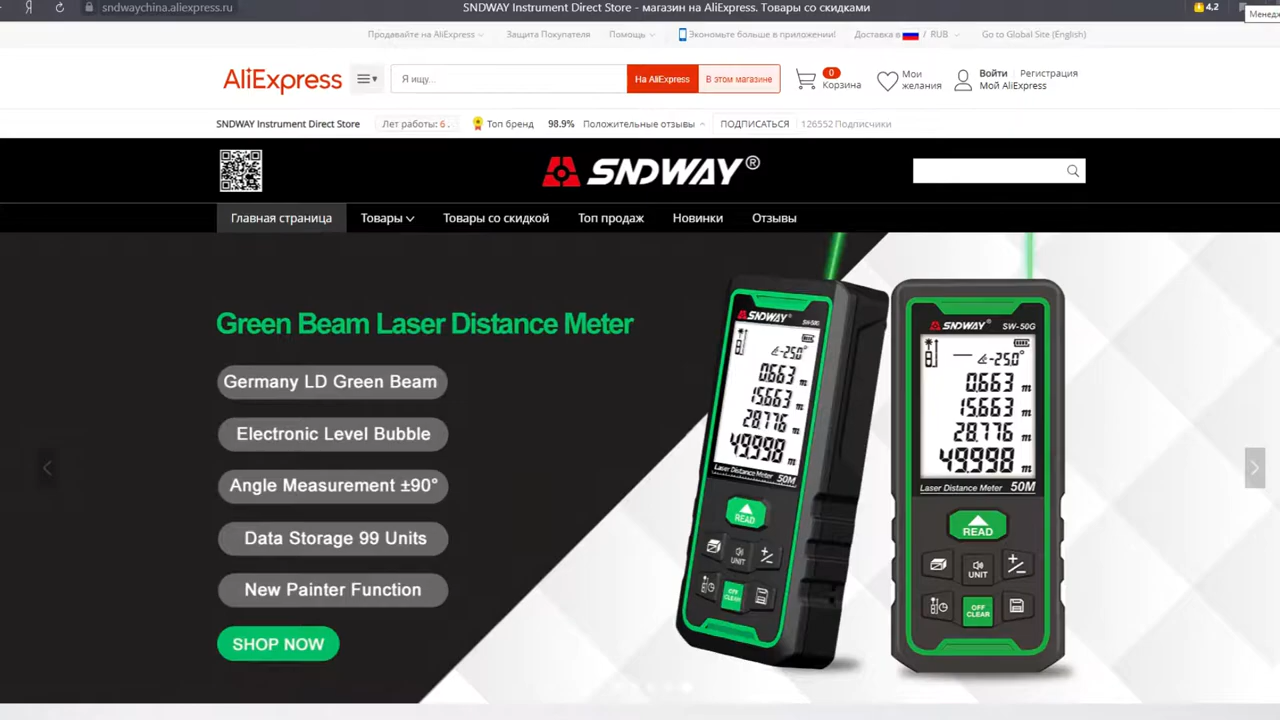 Я
sndwaychina.aliexpress.ru
SNDWAY Instrument Direct Store - магазин на AliExpress. Товары со скидками
4,2
Продавайте на AliExpress
Защита Покупателя
Помощь
Экономьте больше в приложении!
Доставка в / RUB
Go to Global Site (English)
AliExpress
Я ищу...
На AliExpress
В этом магазине
0
Корзина
Мои
желания
Войти
Регистрация
Мой AliExpress
SNDWAY Instrument Direct Store
Лет работы: 6 .
Топ бренд
98.9% Положительные отзывы
ПОДПИСАТЬСЯ
126552 Подписчики
SNDWAY®
Главная страница
Товары
Товары со скидкой
Топ продаж
Новинки
Отзывы
Green Beam Laser Distance Meter
Germany LD Green Beam
Electronic Level Bubble
Angle Measurement ±90°
Data Storage 99 Units
New Painter Function
SHOP NOW
SNDWAY® SW-50G
-25.0°
0.663 m
15.663 m
28.776 m
49.998 m
Laser Distance Meter 50M
READ
UNIT
+/-
OFF
CLEAR
SNDWAY® SW-50G
-25.0°
0.663 m
15.663 m
28.776 m
49.998 m
Laser Distance Meter 50M
READ
UNIT
+/-
OFF
CLEAR